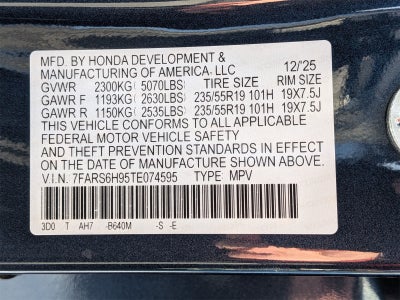 MFD. BY HONDA DEVELOPMENT &
MANUFACTURING OF AMERICA, LLC 12/25
GVWR 2300KG (5070LBS) TIRE SIZE RIM SIZE
GAWR F 1193KG (2630LBS) 235/55R19 101H 19X7.5J
GAWR R 1150KG (2535LBS) 235/55R19 101H 19X7.5J
THIS VEHICLE CONFORMS TO ALL APPLICABLE
FEDERAL MOTOR VEHICLE SAFETY
AND THEFT PREVENTION STANDARDS IN EFFECT
ON THE DATE OF MANUFACTURE SHOWN ABOVE.
V.I.N. 7FARS6H95TE074595 TYPE MPV
3D0 T AH7 -B640M -S -E